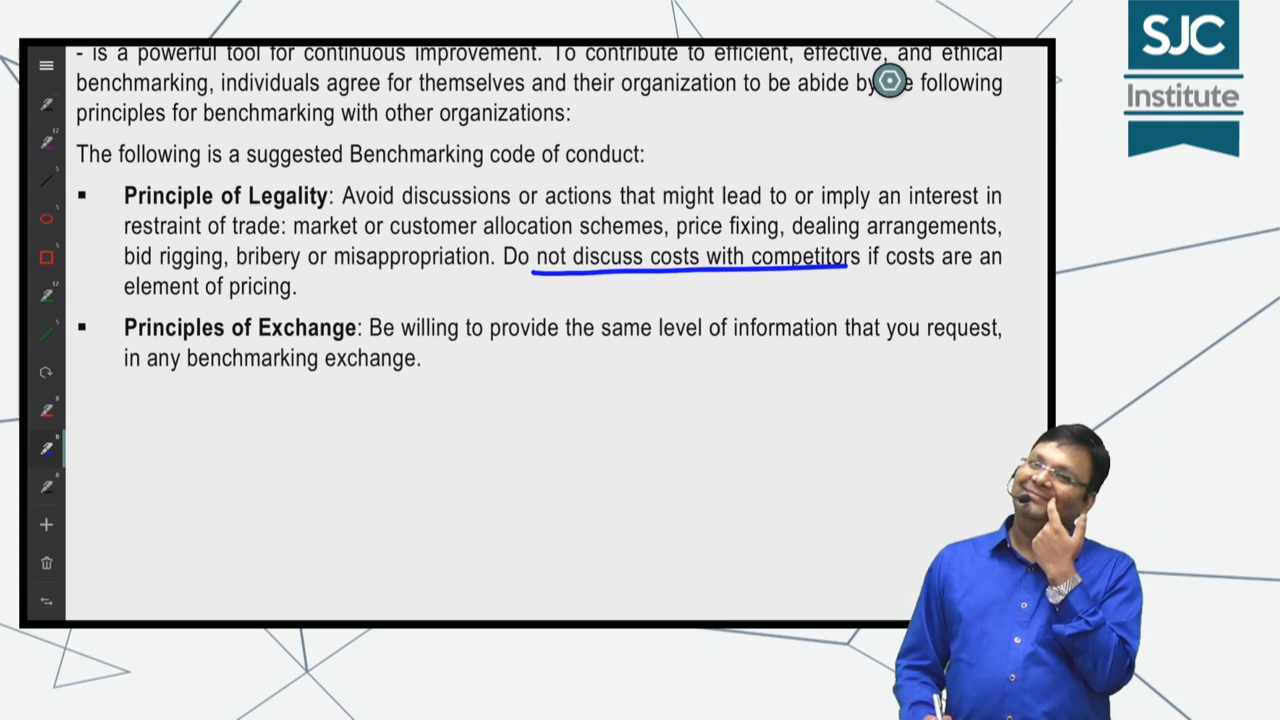 SJC
Institute
- is a powerful tool for continuous improvement. To contribute to efficient, effective, and ethical
benchmarking, individuals agree for themselves and their organization to be abide by following
principles for benchmarking with other organizations:
The following is a suggested Benchmarking code of conduct:
▪ Principle of Legality: Avoid discussions or actions that might lead to or imply an interest in
restraint of trade: market or customer allocation schemes, price fixing, dealing arrangements,
bid rigging, bribery or misappropriation. Do not discuss costs with competitors if costs are an
element of pricing.
▪ Principles of Exchange: Be willing to provide the same level of information that you request,
in any benchmarking exchange.